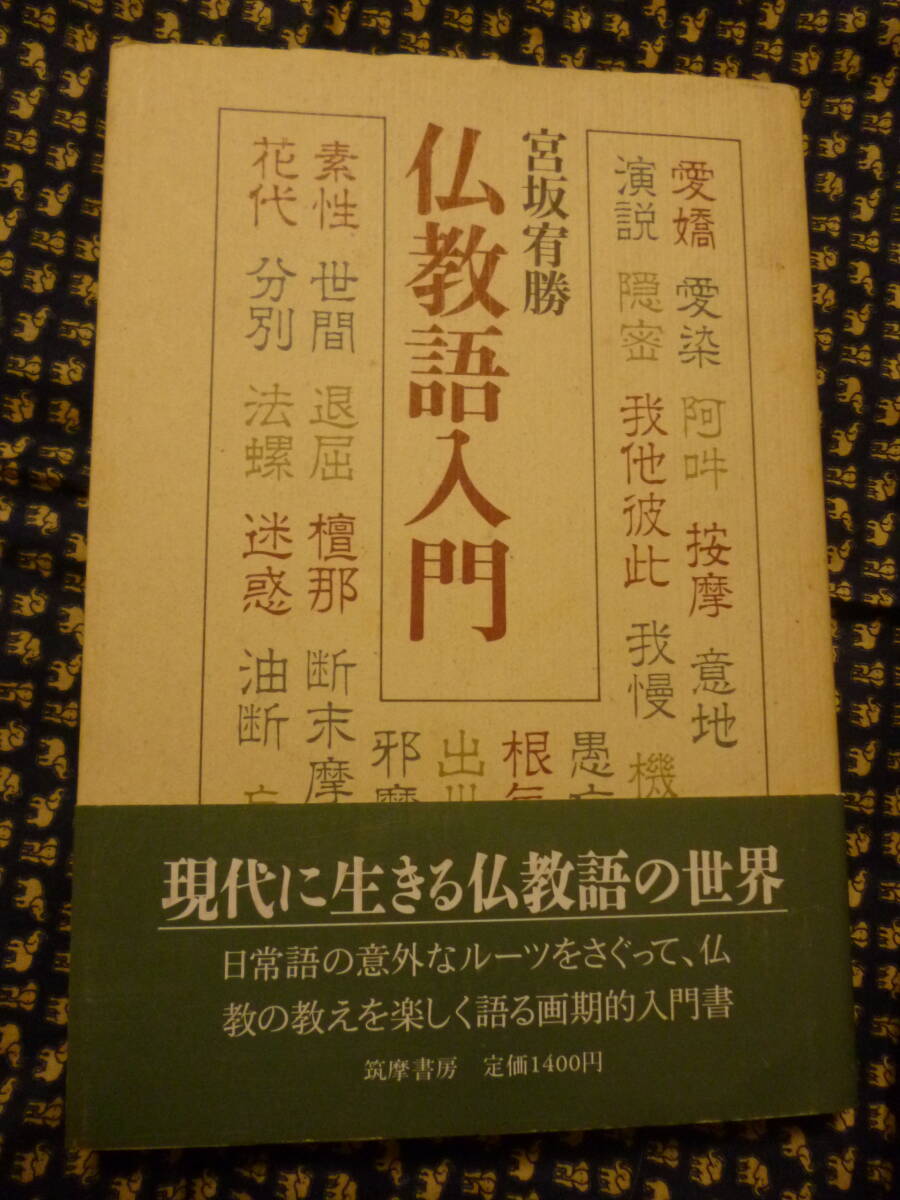 愛嬌 愛染 阿吽 按摩 意地
演説 隠密 我他彼此 我慢 機
宮坂宥勝
仏教語入門
愚
根気
出世
邪摩
素性 世間 退屈 檀那 断末摩
花代 分別 法螺 迷惑 油断
現代に生きる仏教語の世界
日常語の意外なルーツをさぐって、仏
教の教えを楽しく語る画期的入門書
筑摩書房 定価1400円